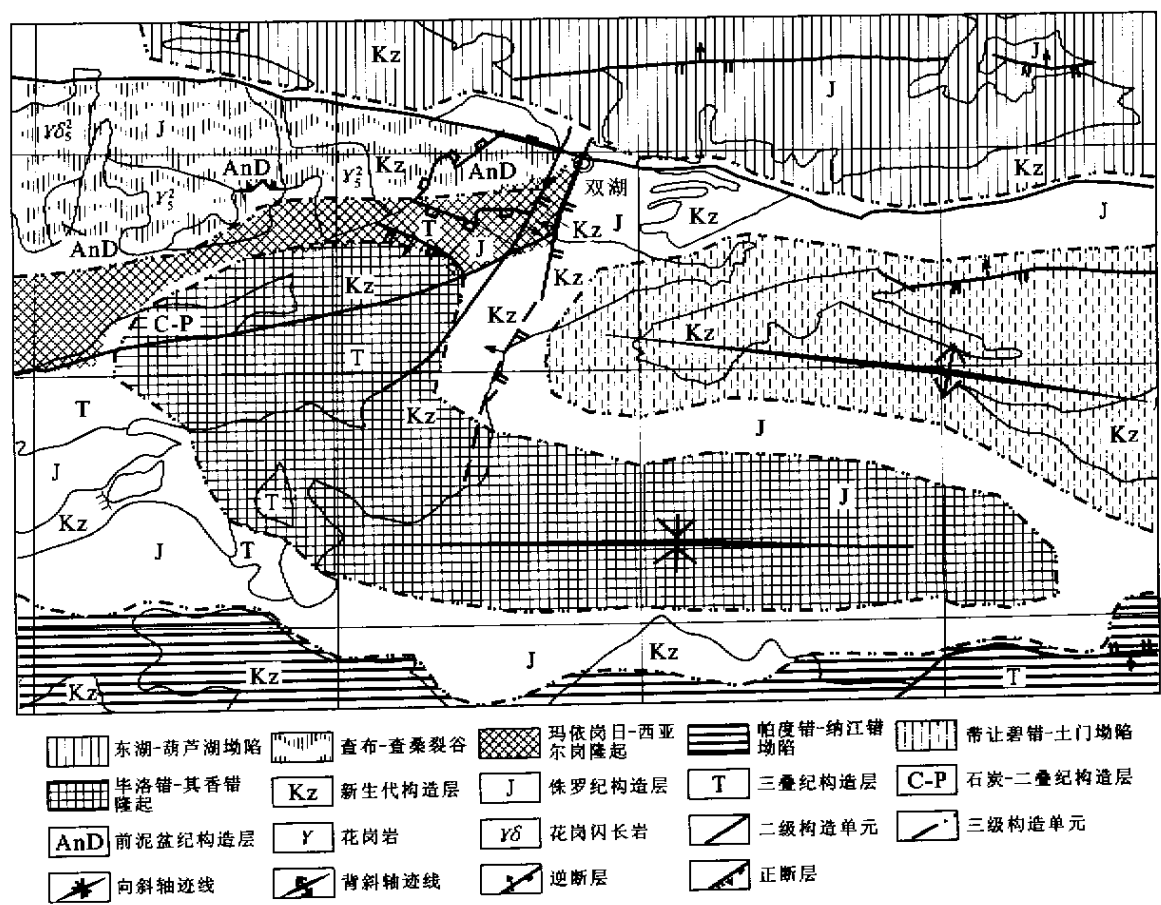 Kz
J
J
γδ₅²
J
Kz
AnD
γ₅²
AnD
Kz
γ₅²
双湖
J
Kz
T
Kz
J
AnD
J
Kz
Kz
Kz
C-P
Kz
T
T
Kz
J
Kz
J
J
T
Kz
J
T
J
Kz
Kz
Kz
T
东湖-葫芦湖坳陷
查布-查桑裂谷
玛依岗日-西亚
尔岗隆起
帕度错-纳江错
坳陷
带让碧错-土门坳陷
毕洛错-其香错
隆起
Kz 新生代构造层
J 侏罗纪构造层
T 三叠纪构造层
C-P 石炭-二叠纪构造层
AnD 前泥盆纪构造层
γ 花岗岩
γδ 花岗闪长岩
二级构造单元
三级构造单元
向斜轴迹线
背斜轴迹线
逆断层
正断层